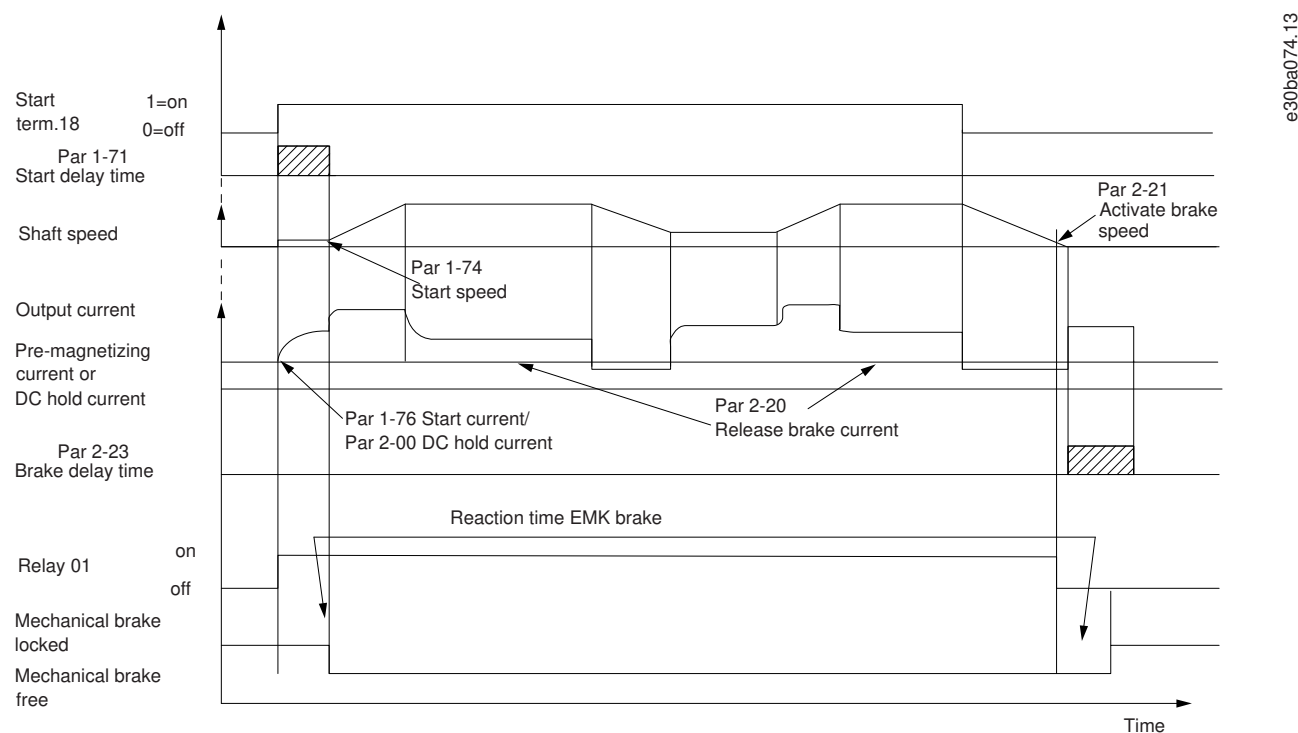 e30ba074.13
Start 1=on
term.18 0=off
Par 1-71
Start delay time
Par 2-21
Activate brake
speed
Shaft speed
Par 1-74
Start speed
Output current
Pre-magnetizing
current or
DC hold current
Par 1-76 Start current/
Par 2-00 DC hold current
Par 2-20
Release brake current
Par 2-23
Brake delay time
Reaction time EMK brake
on
Relay 01
off
Mechanical brake
locked
Mechanical brake
free
Time